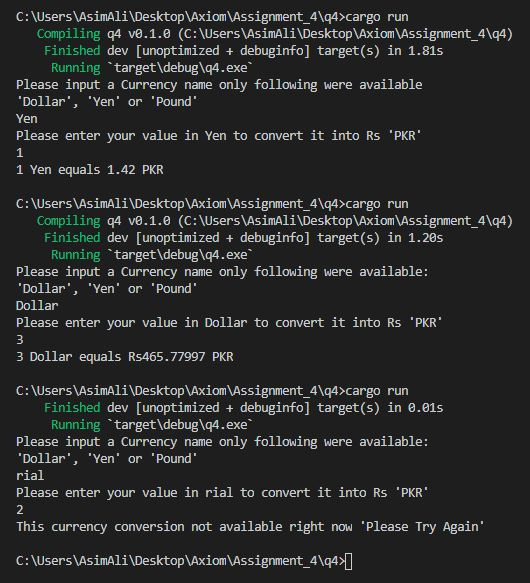 C:\Users\AsimAli\Desktop\Axiom\Assignment_4\q4>cargo run
Compiling q4 v0.1.0 (C:\Users\AsimAli\Desktop\Axiom\Assignment_4\q4)
Finished dev [unoptimized + debuginfo] target(s) in 1.81s
Running `target\debug\q4.exe`
Please input a Currency name only following were available
'Dollar', 'Yen' or 'Pound'
Yen
Please enter your value in Yen to convert it into Rs 'PKR'
1
1 Yen equals 1.42 PKR
C:\Users\AsimAli\Desktop\Axiom\Assignment_4\q4>cargo run
Compiling q4 v0.1.0 (C:\Users\AsimAli\Desktop\Axiom\Assignment_4\q4)
Finished dev [unoptimized + debuginfo] target(s) in 1.20s
Running `target\debug\q4.exe`
Please input a Currency name only following were available:
'Dollar', 'Yen' or 'Pound'
Dollar
Please enter your value in Dollar to convert it into Rs 'PKR'
3
3 Dollar equals Rs465.77997 PKR
C:\Users\AsimAli\Desktop\Axiom\Assignment_4\q4>cargo run
Finished dev [unoptimized + debuginfo] target(s) in 0.01s
Running `target\debug\q4.exe`
Please input a Currency name only following were available:
'Dollar', 'Yen' or 'Pound'
rial
Please enter your value in rial to convert it into Rs 'PKR'
2
This currency conversion not available right now 'Please Try Again'
C:\Users\AsimAli\Desktop\Axiom\Assignment_4\q4>